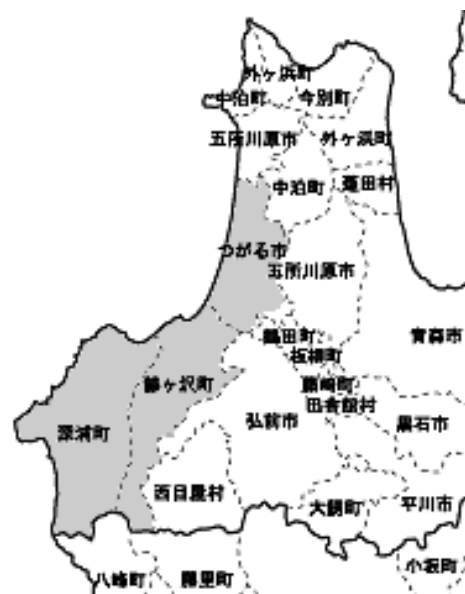 外ヶ浜町
中泊町
今別町
五所川原市
外ヶ浜町
中泊町
蓬田村
つがる市
五所川原市
鶴田町
板柳町
青森市
鰺ヶ沢町
藤崎町
田舎館村
深浦町
弘前市
黒石市
西目屋村
大鰐町
平川市
八峰町
藤里町
小坂町